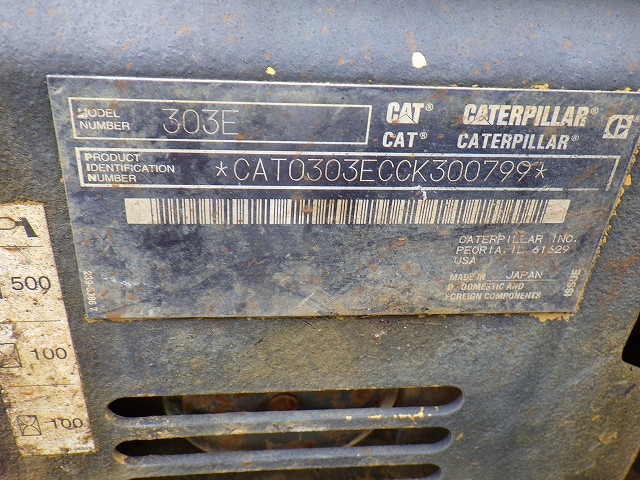 MODEL
NUMBER 303E
CAT® CATERPILLAR®
CAT® CATERPILLAR®
PRODUCT
IDENTIFICATION
NUMBER *CAT0303ECCK300799*
CATERPILLAR INC.
PEORIA, IL 61629
USA
MADE IN JAPAN
OF DOMESTIC AND
FOREIGN COMPONENTS
ISSUE
500
100
100